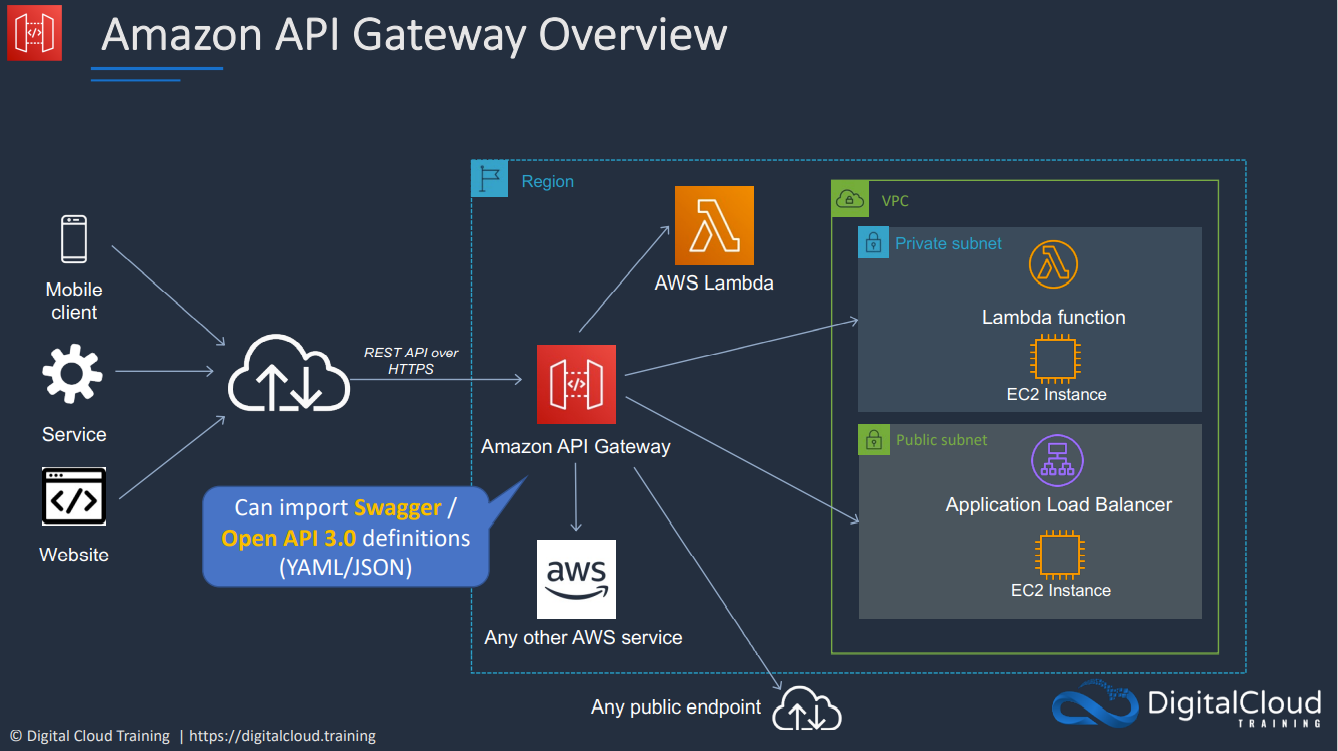 Amazon API Gateway Overview
Region
VPC
Private subnet
Mobile
client
AWS Lambda
Lambda function
REST API over
HTTPS
EC2 Instance
Service
Amazon API Gateway
Public subnet
Application Load Balancer
Can import Swagger /
Open API 3.0 definitions
(YAML/JSON)
Website
aws
EC2 Instance
Any other AWS service
Any public endpoint
DigitalCloud
TRAINING
© Digital Cloud Training | https://digitalcloud.training